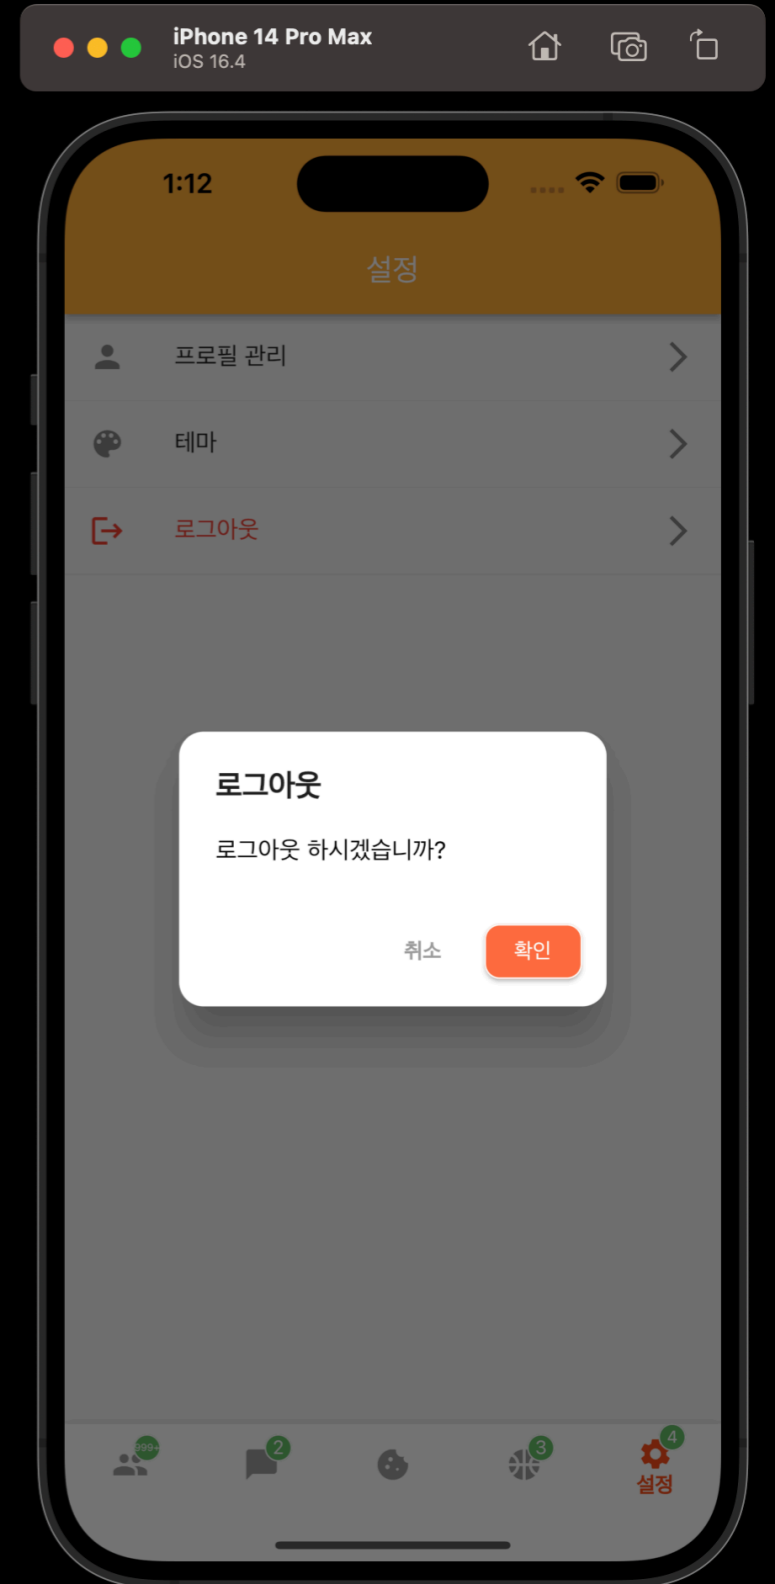 iPhone 14 Pro Max
iOS 16.4
1:12
설정
프로필 관리
테마
로그아웃
로그아웃
로그아웃 하시겠습니까?
취소
확인
999+
2
3
4
설정